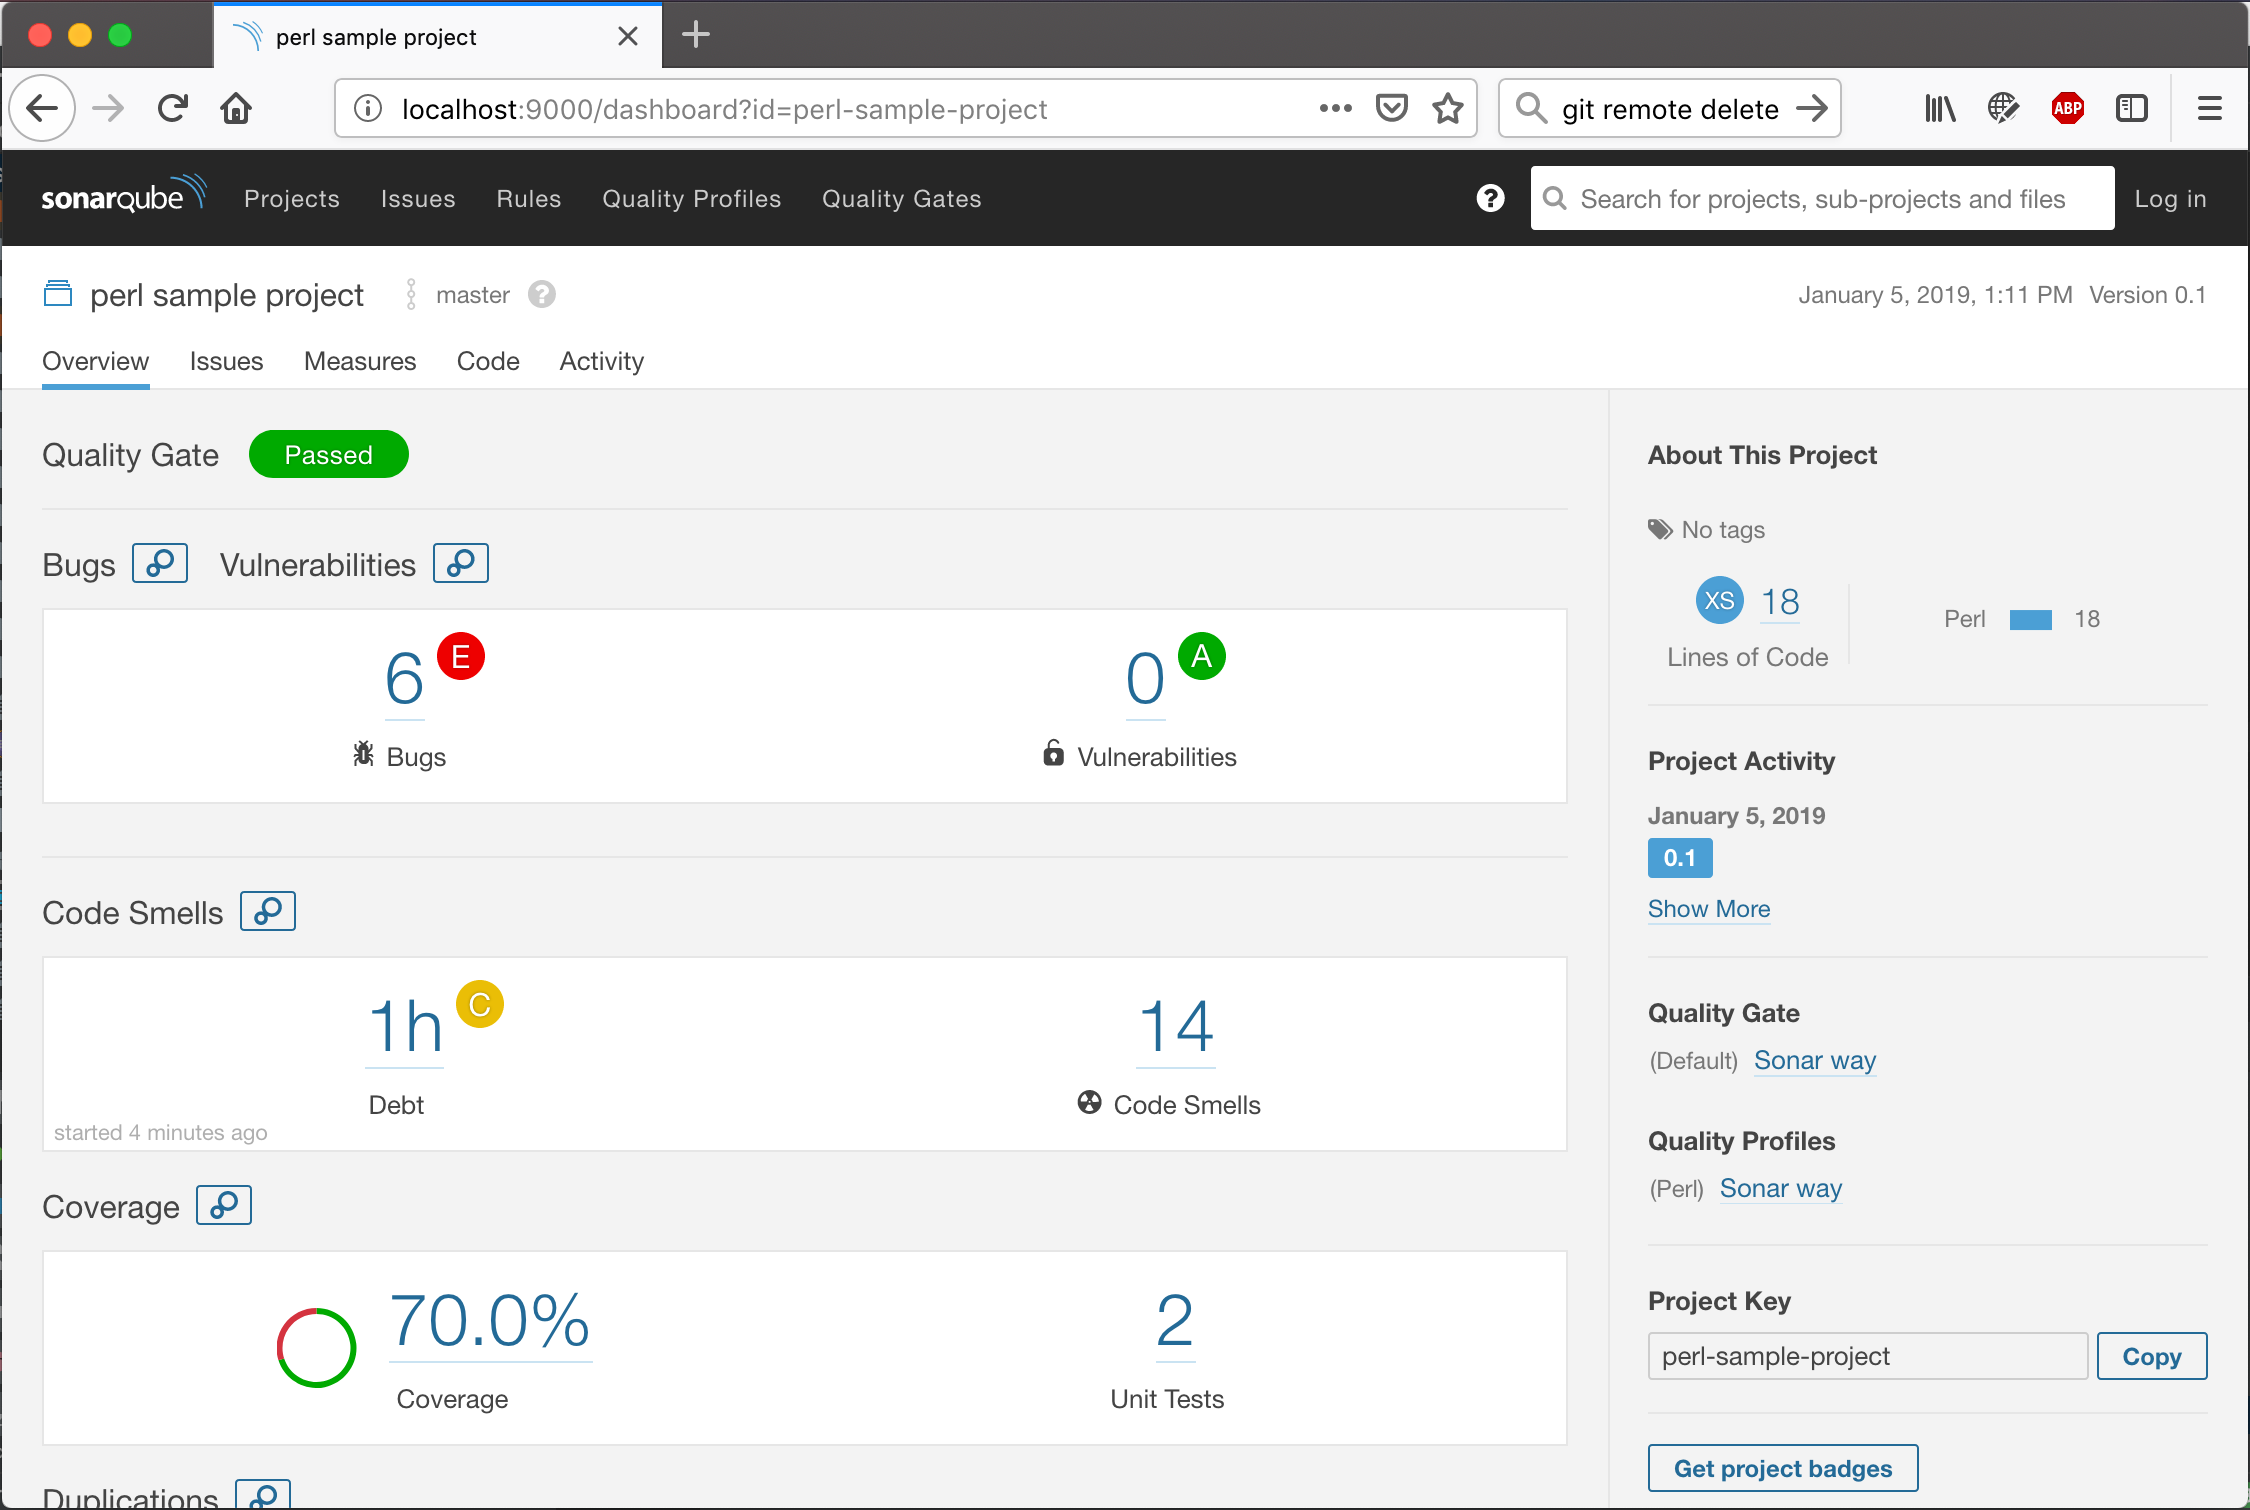 perl sample project
localhost:9000/dashboard?id=perl-sample-project
git remote delete
ABP
sonarqube Projects Issues Rules Quality Profiles Quality Gates
? Search for projects, sub-projects and files Log in
perl sample project master ?
January 5, 2019, 1:11 PM Version 0.1
Overview Issues Measures Code Activity
Quality Gate Passed
Bugs Vulnerabilities
6 E
Bugs
0 A
Vulnerabilities
Code Smells
1h C
Debt
started 4 minutes ago
14
Code Smells
Coverage
70.0%
Coverage
2
Unit Tests
Duplications
About This Project
No tags
XS 18
Lines of Code
Perl 18
Project Activity
January 5, 2019
0.1
Show More
Quality Gate
(Default) Sonar way
Quality Profiles
(Perl) Sonar way
Project Key
perl-sample-project Copy
Get project badges